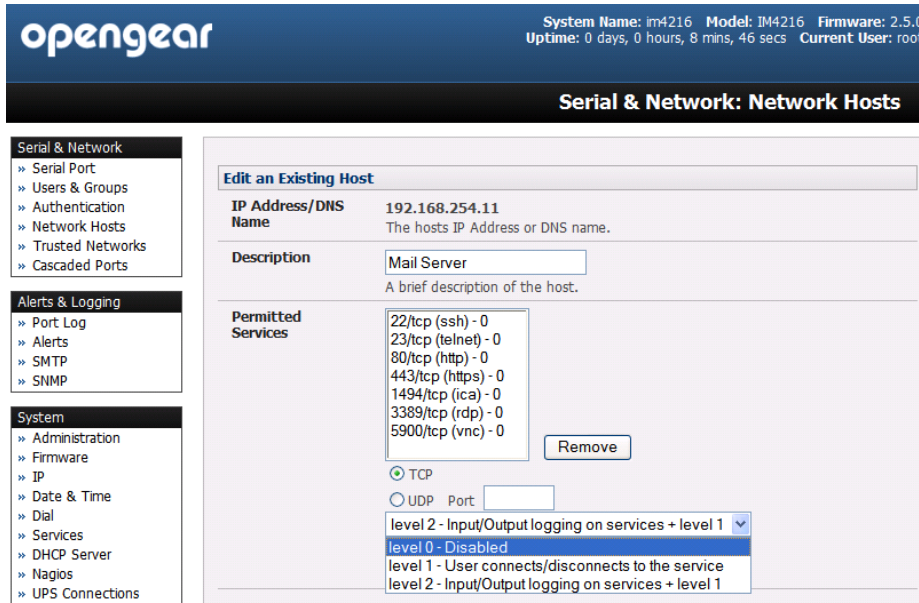 opengear
System Name: im4216 Model: IM4216 Firmware: 2.5.0
Uptime: 0 days, 0 hours, 8 mins, 46 secs Current User: root
Serial & Network: Network Hosts
Serial & Network
» Serial Port
» Users & Groups
» Authentication
» Network Hosts
» Trusted Networks
» Cascaded Ports
Alerts & Logging
» Port Log
» Alerts
» SMTP
» SNMP
System
» Administration
» Firmware
» IP
» Date & Time
» Dial
» Services
» DHCP Server
» Nagios
» UPS Connections
Edit an Existing Host
IP Address/DNS Name
192.168.254.11
The hosts IP Address or DNS name.
Description
Mail Server
A brief description of the host.
Permitted Services
22/tcp (ssh) - 0
23/tcp (telnet) - 0
80/tcp (http) - 0
443/tcp (https) - 0
1494/tcp (ica) - 0
3389/tcp (rdp) - 0
5900/tcp (vnc) - 0
Remove
TCP
UDP Port
level 2 - Input/Output logging on services + level 1
level 0 - Disabled
level 1 - User connects/disconnects to the service
level 2 - Input/Output logging on services + level 1